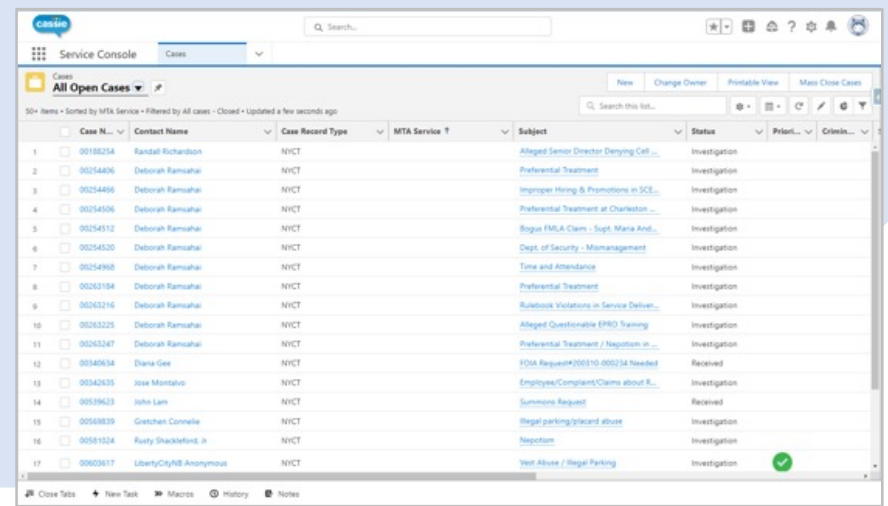 cassie
Search...
Service Console Cases
Cases
All Open Cases
New Change Owner Printable View Mass Close Cases
50+ items • Sorted by MTA Service • Filtered by All cases - Closed • Updated a few seconds ago
Search this list...
Case N... Contact Name Case Record Type MTA Service ↑ Subject Status Priori... Crimin...
1 00188254 Randall Richardson NYCT Alleged Senior Director Denying Cell ... Investigation
2 00254406 Deborah Ramsahai NYCT Preferential Treatment Investigation
3 00254466 Deborah Ramsahai NYCT Improper Hiring & Promotions in SCE... Investigation
4 00254506 Deborah Ramsahai NYCT Preferential Treatment at Charleston ... Investigation
5 00254512 Deborah Ramsahai NYCT Bogus FMLA Claim - Supt. Maria And... Investigation
6 00254520 Deborah Ramsahai NYCT Dept. of Security - Mismanagement Investigation
7 00254968 Deborah Ramsahai NYCT Time and Attendance Investigation
8 00263184 Deborah Ramsahai NYCT Preferential Treatment Investigation
9 00263216 Deborah Ramsahai NYCT Rulebook Violations in Service Deliver... Investigation
10 00263225 Deborah Ramsahai NYCT Alleged Questionable EPRO Training Investigation
11 00263247 Deborah Ramsahai NYCT Preferential Treatment / Nepotism in ... Investigation
12 00340634 Diana Gee NYCT FOIA Request#200310-000234 Needed Received
13 00342635 Jose Montalvo NYCT Employee/Complaint/Claims about R... Investigation
14 00539623 John Lam NYCT Summons Request Received
15 00569839 Gretchen Connelie NYCT Illegal parking/placard abuse Investigation
16 00581024 Rusty Shackleford, Jr NYCT Nepotism Investigation
17 00603617 LibertyCityNB Anonymous NYCT Vest Abuse / Illegal Parking Investigation
Close Tabs New Task Macros History Notes